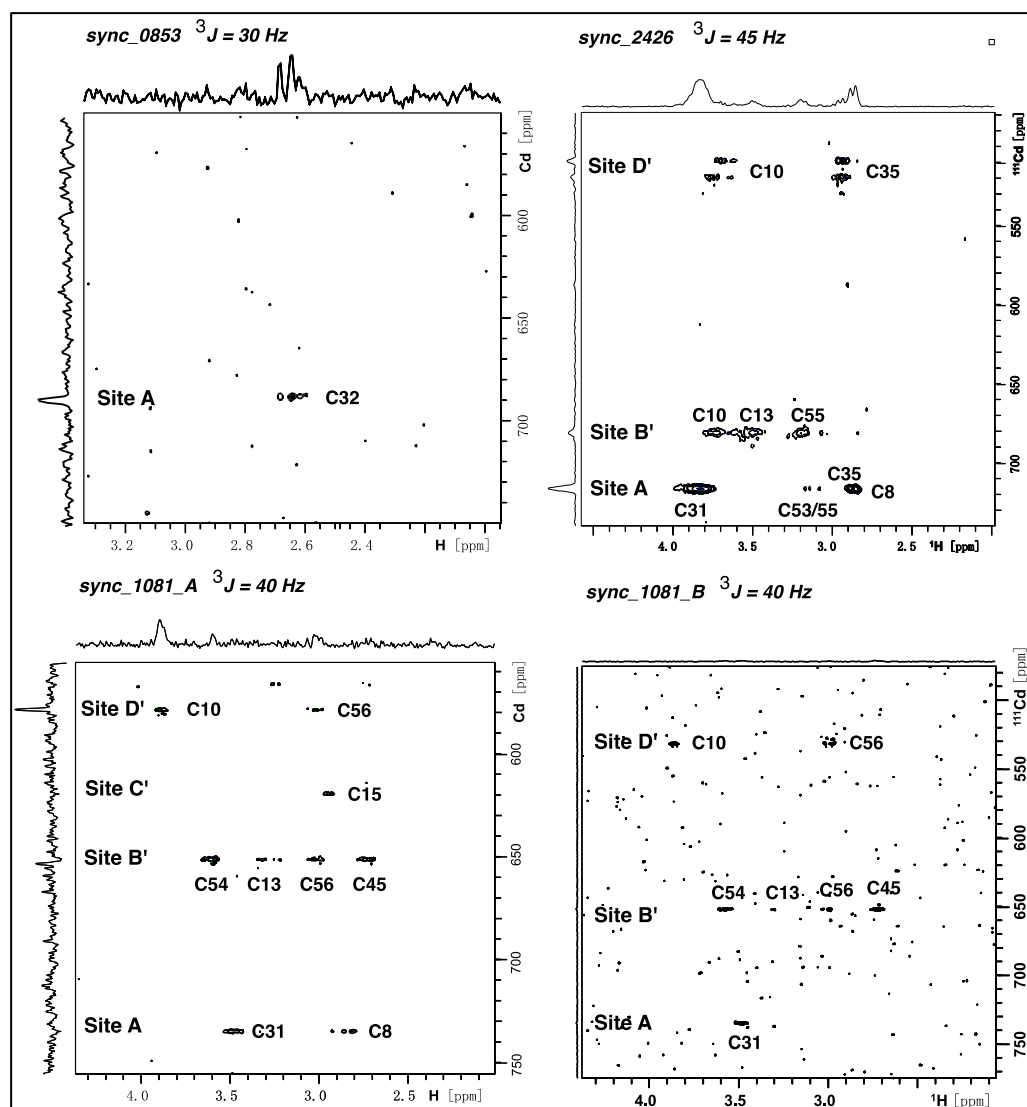 sync_0853 ³J = 30 Hz
Cd [ppm]
600
650
700
Site A
C32
3.2 3.0 2.8 2.6 2.4 2.2 H [ppm]
sync_2426 ³J = 45 Hz
¹¹¹Cd [ppm]
550
600
650
700
Site D'
C10
C35
Site B'
C10 C13 C55
Site A
C35
C8
C31
C53/55
4.0 3.5 3.0 2.5 ¹H [ppm]
sync_1081_A ³J = 40 Hz
Cd [ppm]
600
650
700
750
Site D'
C10
C56
Site C'
C15
Site B'
C54 C13 C56 C45
Site A
C31
C8
4.0 3.5 3.0 2.5 H [ppm]
sync_1081_B ³J = 40 Hz
¹¹¹Cd [ppm]
550
600
650
700
750
Site D'
C10
C56
C54 C13 C56 C45
Site B'
Site A
C31
4.0 3.0 ¹H [ppm]